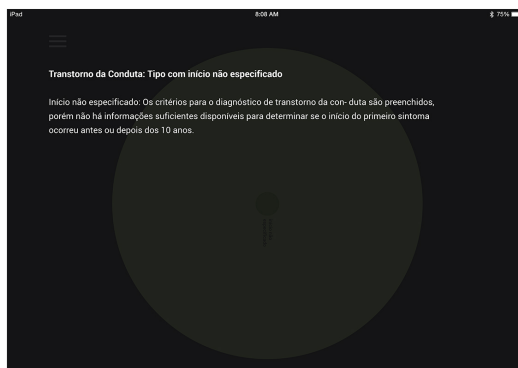 iPad
8:08 AM
75%
Transtorno da Conduta: Tipo com início não especificado
Início não especificado: Os critérios para o diagnóstico de transtorno da con- duta são preenchidos,
porém não há informações suficientes disponíveis para determinar se o início do primeiro sintoma
ocorreu antes ou depois dos 10 anos.